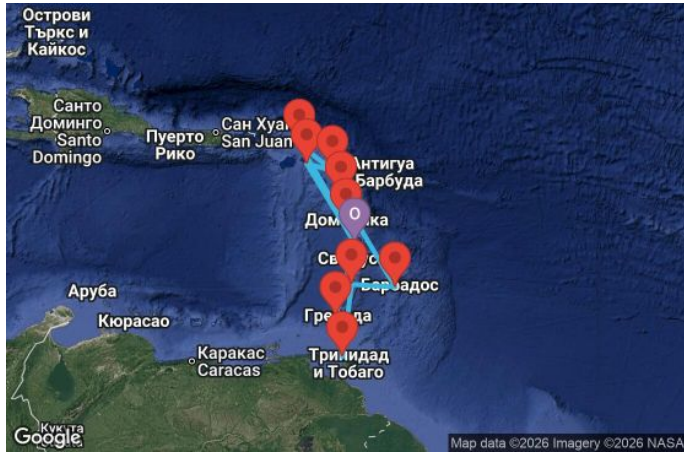 Острови
Търкс и
Кайкос
Санто
Доминго
Santo
Domingo
Пуерто
Рико
Сан Хуан
San Juan
Антигуа
Барбуда
Аруба
Кюрасао
Каракас
Caracas
Барбадос
Тринидад
и Тобаго
O
Google
Map data ©2026 Imagery ©2026 NASA